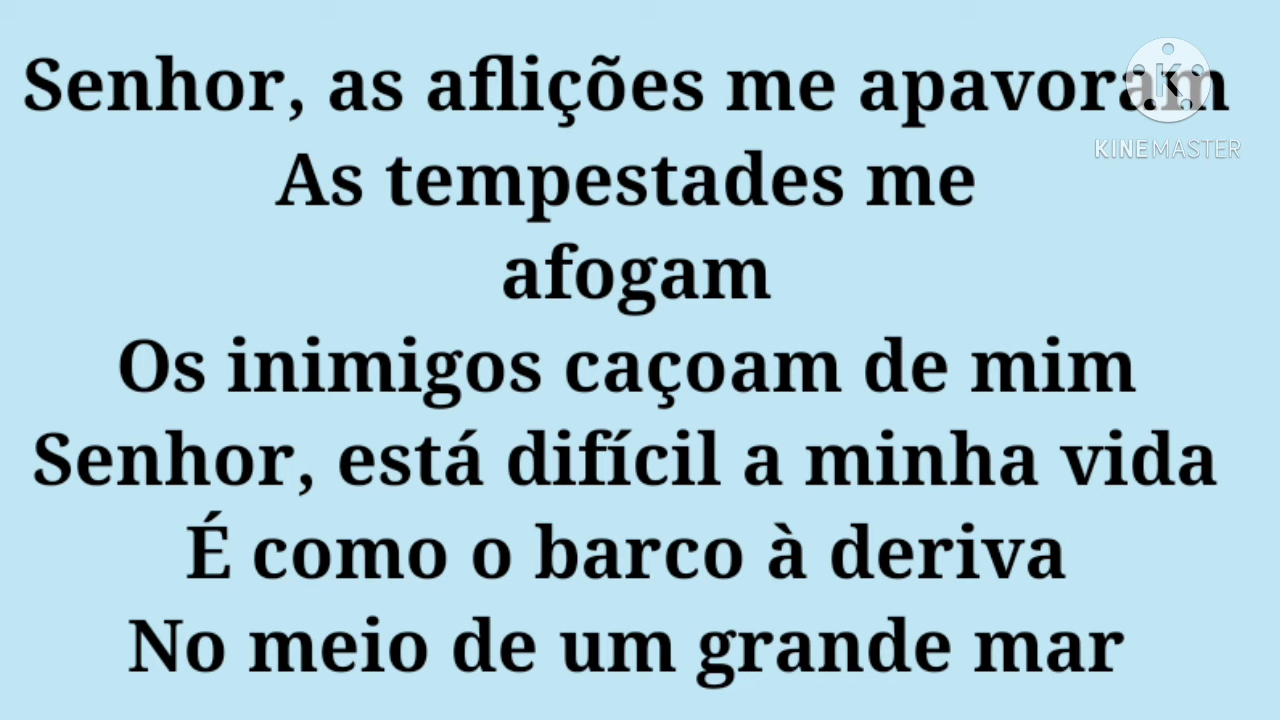 Senhor, as aflições me apavoram
KINEMASTER
As tempestades me
afogam
Os inimigos caçoam de mim
Senhor, está difícil a minha vida
É como o barco à deriva
No meio de um grande mar